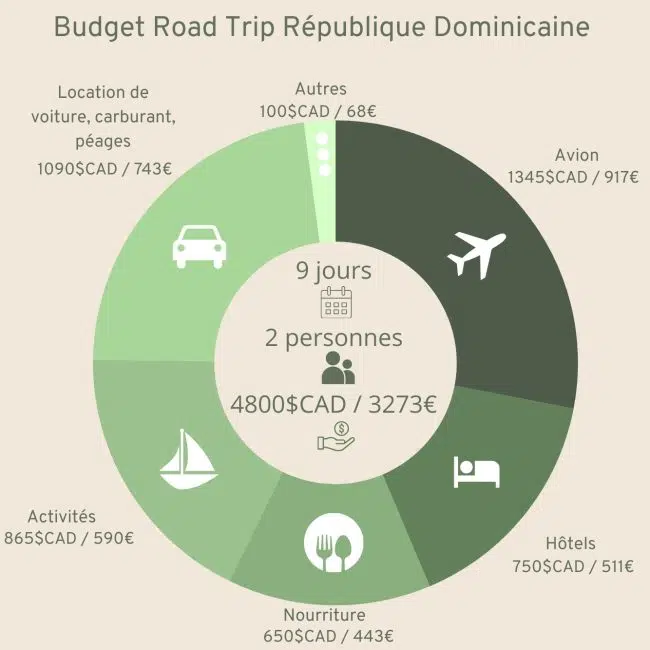 Budget Road Trip République Dominicaine
Autres
100$CAD / 68€
Location de
voiture, carburant,
péages
1090$CAD / 743€
Avion
1345$CAD / 917€
9 jours
2 personnes
4800$CAD / 3273€
$
Activités
865$CAD / 590€
Hôtels
750$CAD / 511€
Nourriture
650$CAD / 443€